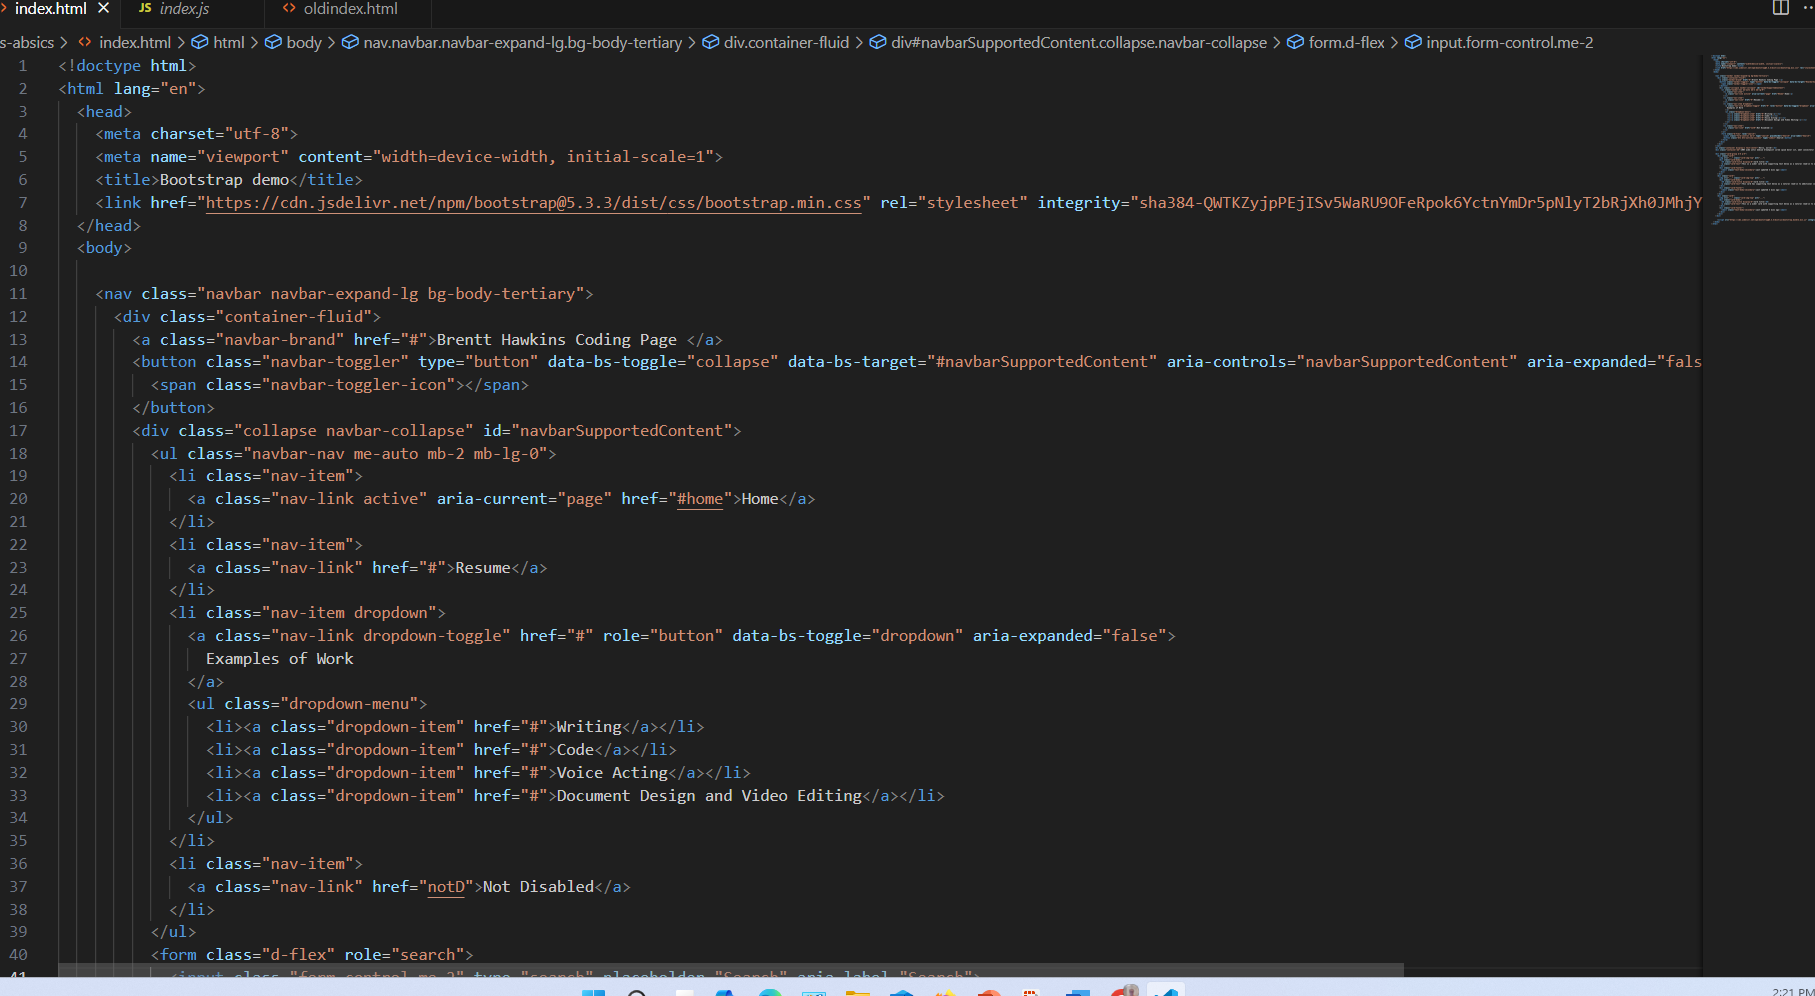 index.html
JS index.js
oldindex.html
s-absics > index.html > html > body > nav.navbar.navbar-expand-lg.bg-body-tertiary > div.container-fluid > div#navbarSupportedContent.collapse.navbar-collapse > form.d-flex > input.form-control.me-2
1 <!doctype html>
2 <html lang="en">
3 <head>
4 <meta charset="utf-8">
5 <meta name="viewport" content="width=device-width, initial-scale=1">
6 <title>Bootstrap demo</title>
7 <link href="https://cdn.jsdelivr.net/npm/bootstrap@5.3.3/dist/css/bootstrap.min.css" rel="stylesheet" integrity="sha384-QWTKZyjpPEjISv5WaRU9OFeRpok6YctnYmDr5pNlyT2bRjXh0JMhjY
8 </head>
9 <body>
10
11 <nav class="navbar navbar-expand-lg bg-body-tertiary">
12 <div class="container-fluid">
13 <a class="navbar-brand" href="#">Brentt Hawkins Coding Page </a>
14 <button class="navbar-toggler" type="button" data-bs-toggle="collapse" data-bs-target="#navbarSupportedContent" aria-controls="navbarSupportedContent" aria-expanded="fals
15 <span class="navbar-toggler-icon"></span>
16 </button>
17 <div class="collapse navbar-collapse" id="navbarSupportedContent">
18 <ul class="navbar-nav me-auto mb-2 mb-lg-0">
19 <li class="nav-item">
20 <a class="nav-link active" aria-current="page" href="#home">Home</a>
21 </li>
22 <li class="nav-item">
23 <a class="nav-link" href="#">Resume</a>
24 </li>
25 <li class="nav-item dropdown">
26 <a class="nav-link dropdown-toggle" href="#" role="button" data-bs-toggle="dropdown" aria-expanded="false">
27 Examples of Work
28 </a>
29 <ul class="dropdown-menu">
30 <li><a class="dropdown-item" href="#">Writing</a></li>
31 <li><a class="dropdown-item" href="#">Code</a></li>
32 <li><a class="dropdown-item" href="#">Voice Acting</a></li>
33 <li><a class="dropdown-item" href="#">Document Design and Video Editing</a></li>
34 </ul>
35 </li>
36 <li class="nav-item">
37 <a class="nav-link" href="notD">Not Disabled</a>
38 </li>
39 </ul>
40 <form class="d-flex" role="search">
41 <input class="form-control me-2" type="search" placeholder="Search" aria-label="Search">
2:21 PM